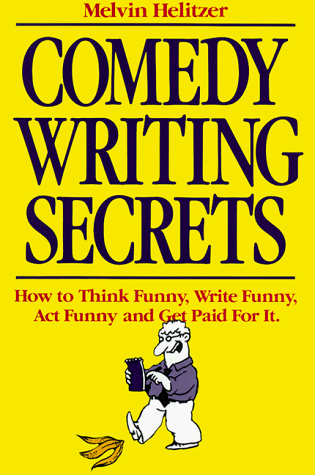 Melvin Helitzer
COMEDY
WRITING
SECRETS
How to Think Funny, Write Funny,
Act Funny and Get Paid For It.